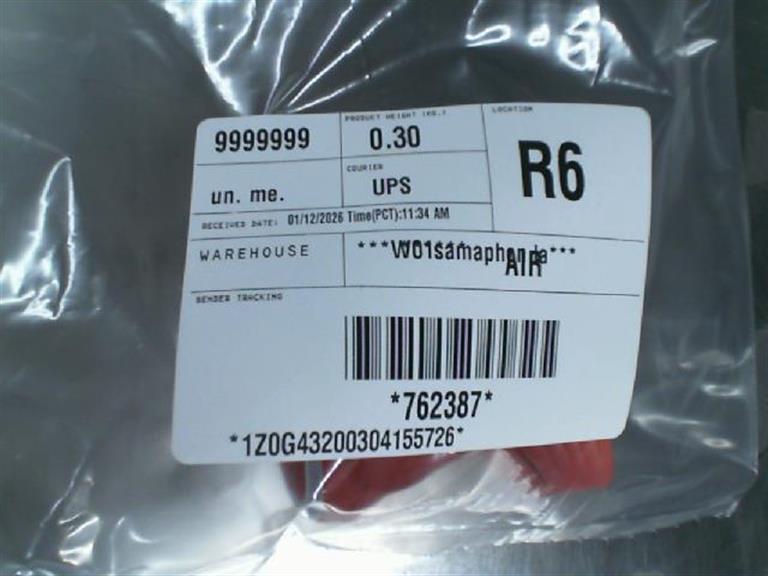 9999999
PRODUCT WEIGHT (KG.)
0.30
LOCATION
R6
un. me.
COURIER
UPS
RECEIVED DATE: 01/12/2026 Time(PCT):11:34 AM
WAREHOUSE
AIR
SENDER TRACKING
*762387*
*1Z0G43200304155726*